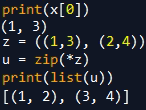 print(x[0])
(1, 3)
z = ((1,3), (2,4))
u = zip(*z)
print(list(u))
[(1, 2), (3, 4)]